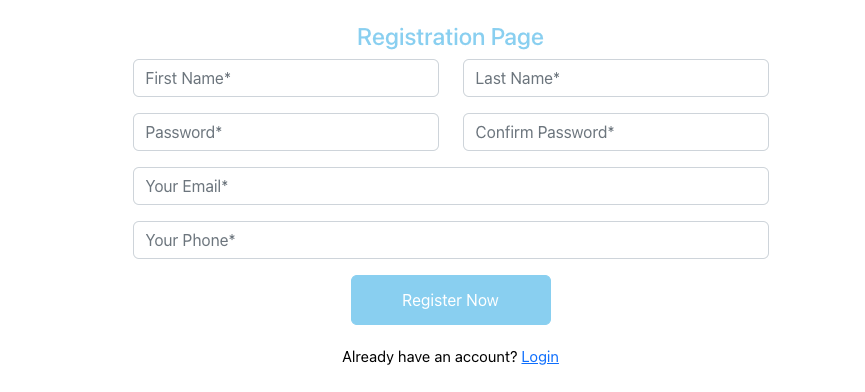 Registration Page
First Name* Last Name*
Password* Confirm Password*
Your Email*
Your Phone*
Register Now
Already have an account? Login